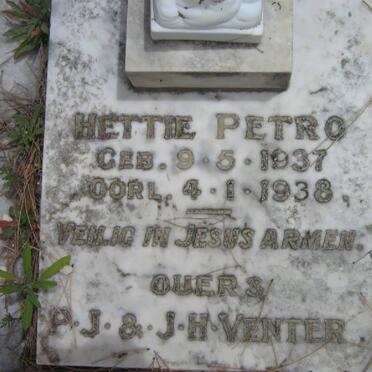 HETTIE PETRO
GEB. 9·5·1937
OORL. 4·1·1938,
VEILIG IN JESUS ARMEN.
OUERS
P.J.&.J.H.VENTER